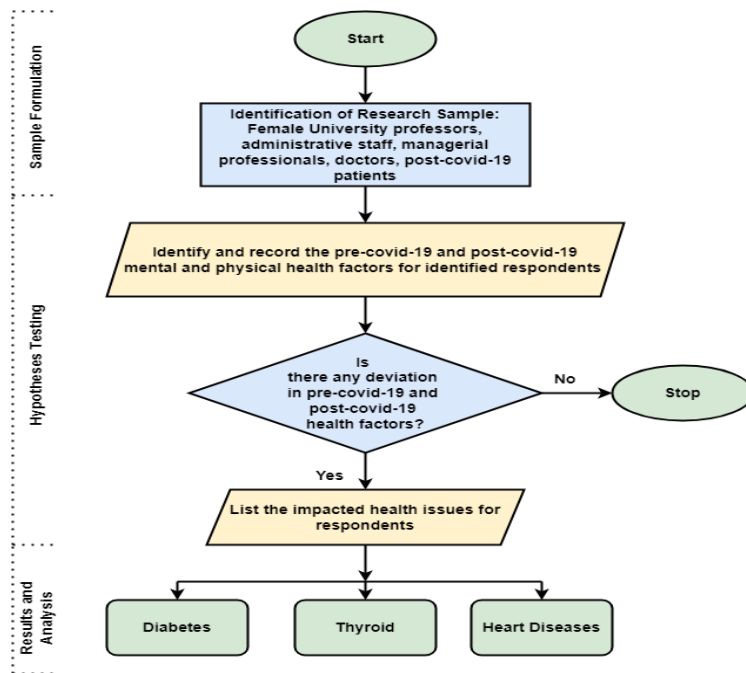 Sample Formulation
Start
Identification of Research Sample:
Female University professors,
administrative staff, managerial
professionals, doctors, post-covid-19
patients
Hypotheses Testing
Identify and record the pre-covid-19 and post-covid-19
mental and physical health factors for identified respondents
Is
there any deviation
in pre-covid-19 and
post-covid-19
health factors?
No
Stop
Yes
List the impacted health issues for
respondents
Results and
Analysis
Diabetes
Thyroid
Heart Diseases